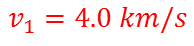 v₁ = 4.0 km/s